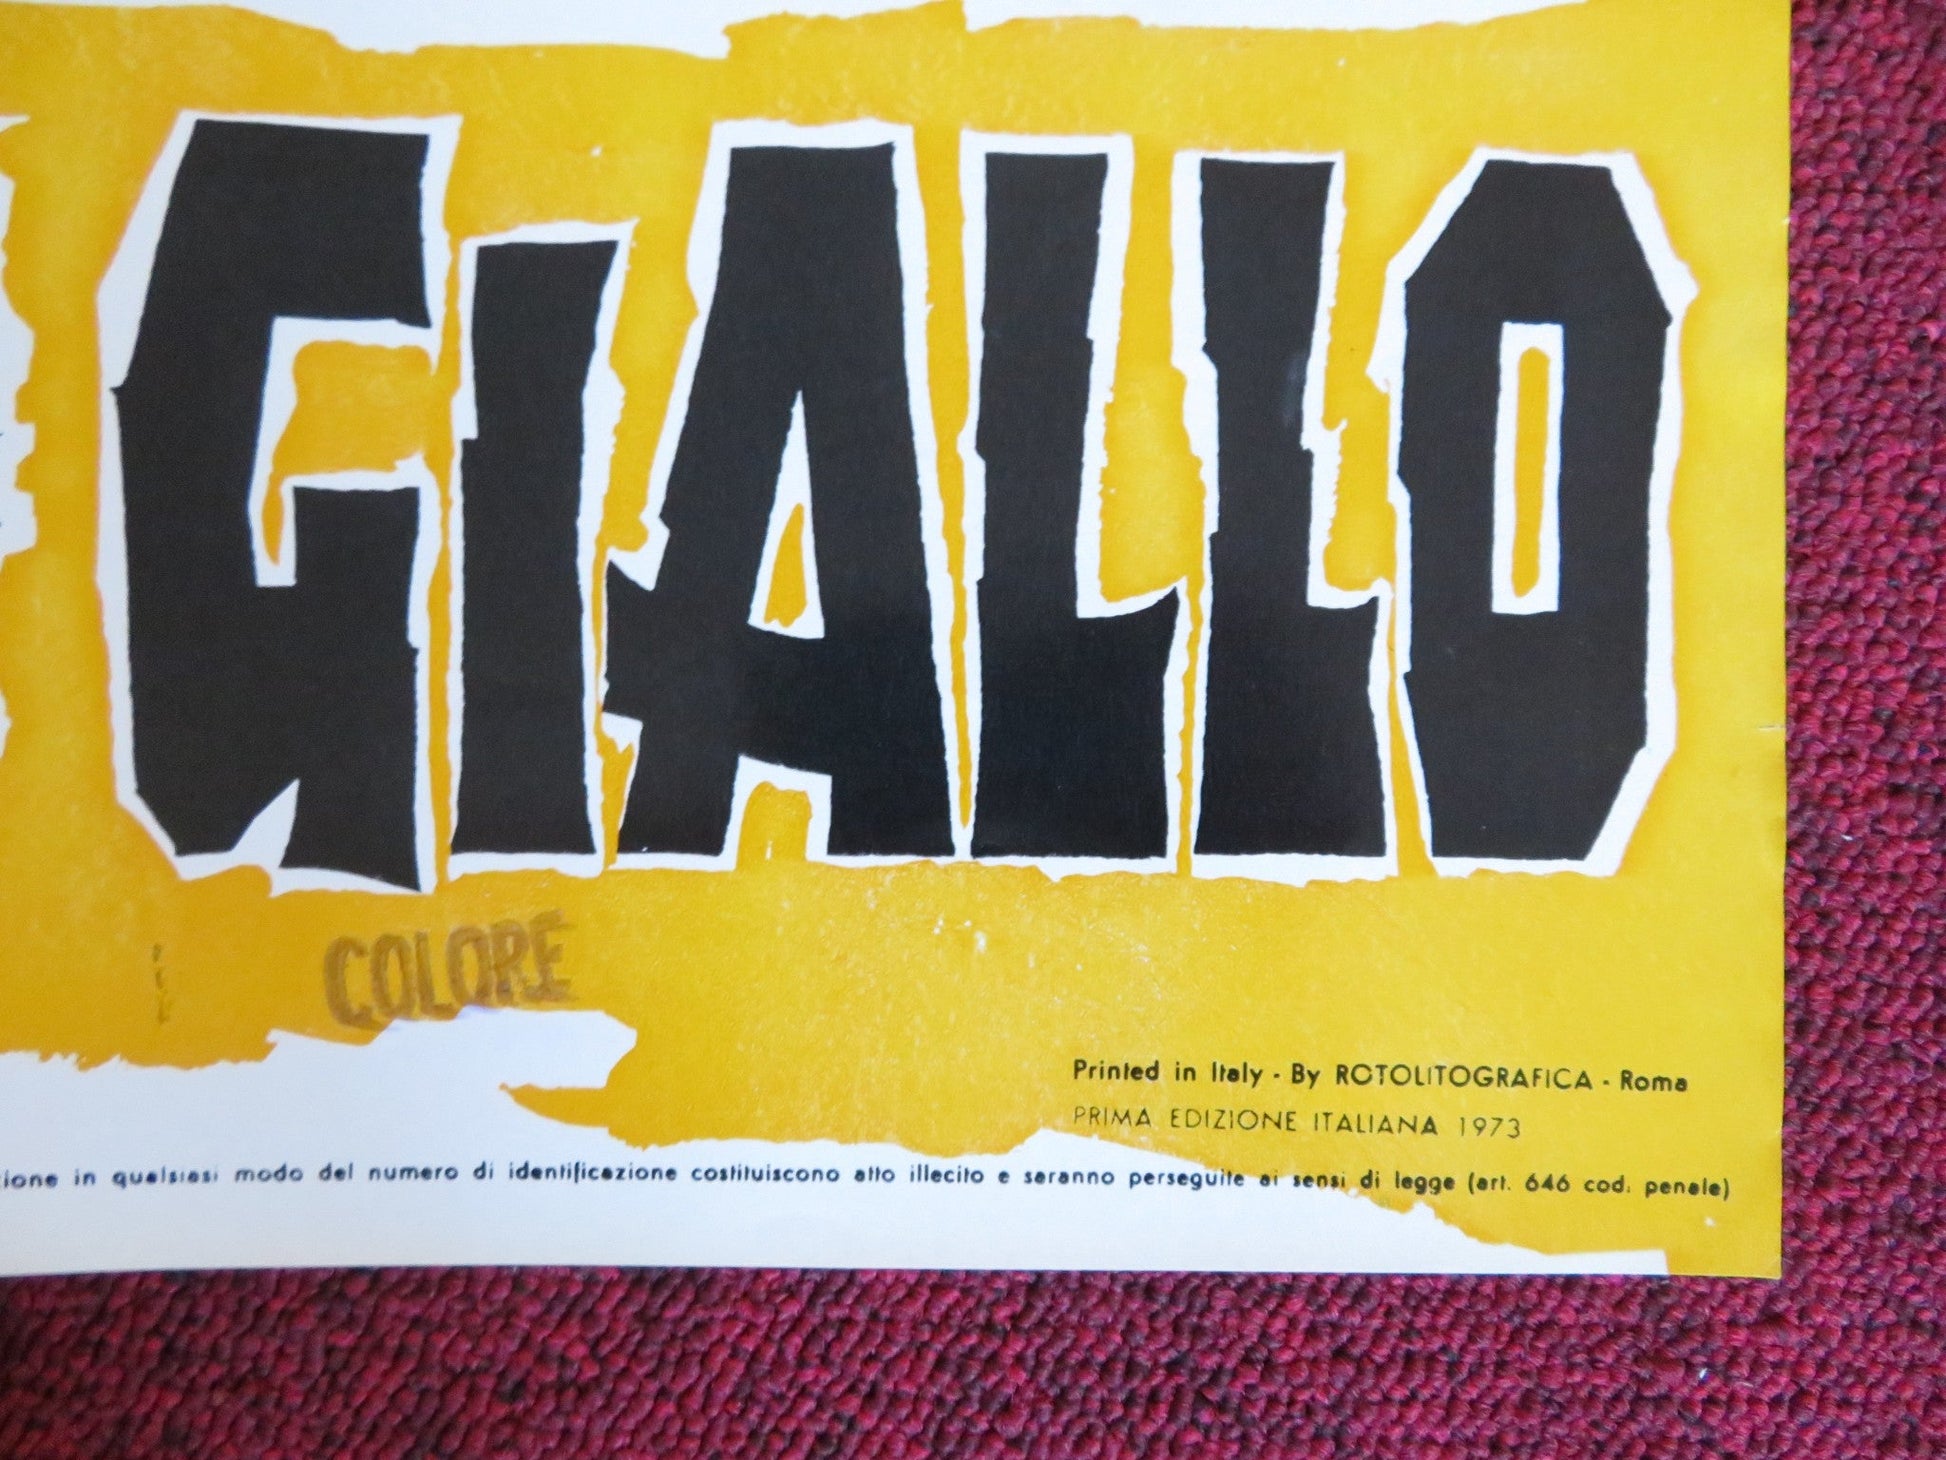 GIALLO
COLORE
Printed in Italy - By ROTOLITOGRAFICA - Roma
PRIMA EDIZIONE ITALIANA 1973
ione in qualsiasi modo del numero di identificazione costituiscono atto illecito e saranno perseguite ai sensi di legge (art. 646 cod. penale)